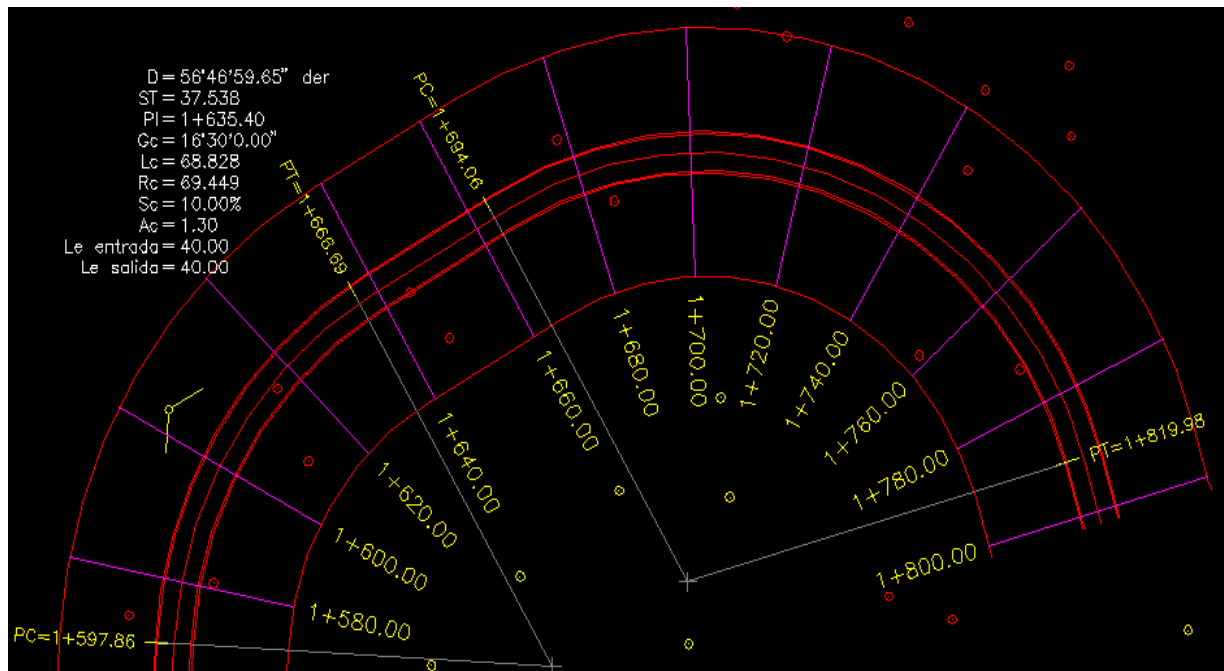 D=56°46'59.65" der
ST=37.538
PI=1+635.40
Gc=16°30'0.00"
Lc=68.828
Rc=69.449
Sc=10.00%
Ac=1.30
Le entrada=40.00
Le salida=40.00
PC=1+694.06
PT=1+666.69
1+680.00
1+700.00
1+720.00
1+740.00
1+760.00
1+780.00
1+800.00
PT=1+819.98
1+660.00
1+640.00
1+620.00
1+600.00
1+580.00
PC=1+597.86